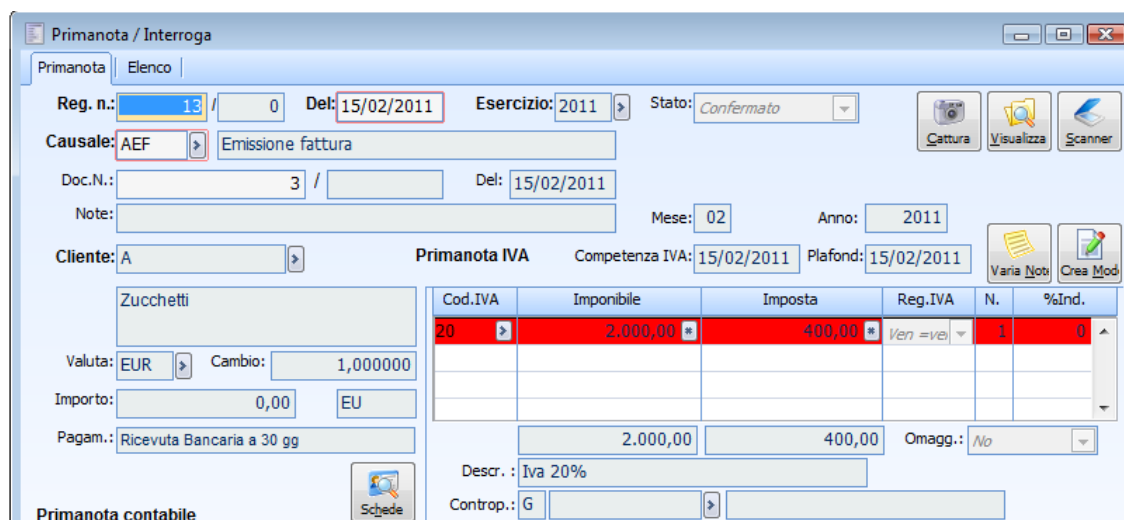 Primanota / Interroga
Primanota Elenco
Reg. n.: 13 / 0 Del: 15/02/2011 Esercizio: 2011 Stato: Confermato
Cattura Visualizza Scanner
Causale: AEF Emissione fattura
Doc.N.: 3 / Del: 15/02/2011
Note: Mese: 02 Anno: 2011
Varia Note Crea Mod
Cliente: A Primanota IVA Competenza IVA: 15/02/2011 Plafond: 15/02/2011
Zucchetti
Cod.IVA Imponibile Imposta Reg.IVA N. %Ind.
20 2.000,00 400,00 Ven =ve 1 0
Valuta: EUR Cambio: 1,000000
Importo: 0,00 EU
Pagam.: Ricevuta Bancaria a 30 gg 2.000,00 400,00 Omagg.: No
Descr. : Iva 20%
Schede
Controp.: G
Primanota contabile